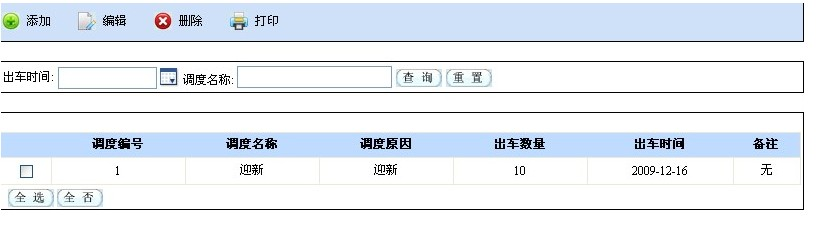 添加 编辑 删除 打印
出车时间: 调度名称: 查 询 重 置
调度编号 调度名称 调度原因 出车数量 出车时间 备注
1 迎新 迎新 10 2009-12-16 无
全 选 全 否